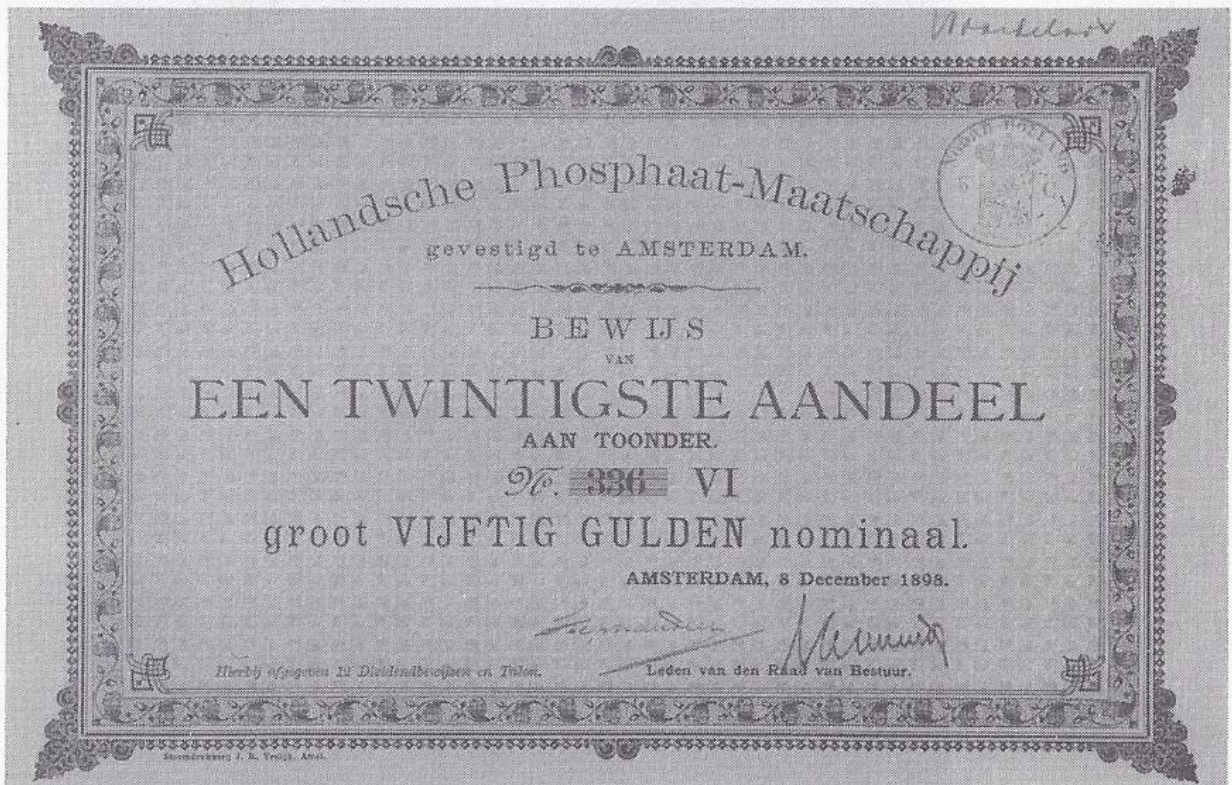 Hollandsche Phosphaat-Maatschappij
gevestigd te AMSTERDAM.
BEWIJS
VAN
EEN TWINTIGSTE AANDEEL
AAN TOONDER.
No. 336 VI
groot VIJFTIG GULDEN nominaal.
AMSTERDAM, 8 December 1898.
Hierbij afgegeven 12 Dividendbewijzen en Talon.
Leden van den Raad van Bestuur.
Stoomdrukkerij